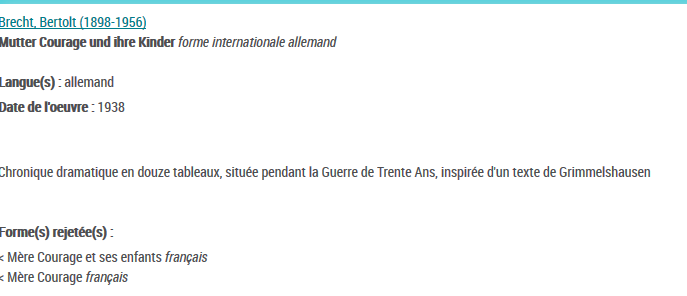 Brecht, Bertolt (1898-1956)
Mutter Courage und ihre Kinder forme internationale allemand
Langue(s) : allemand
Date de l'oeuvre : 1938
Chronique dramatique en douze tableaux, située pendant la Guerre de Trente Ans, inspirée d'un texte de Grimmelshausen
Forme(s) rejetée(s) :
< Mère Courage et ses enfants français
< Mère Courage français